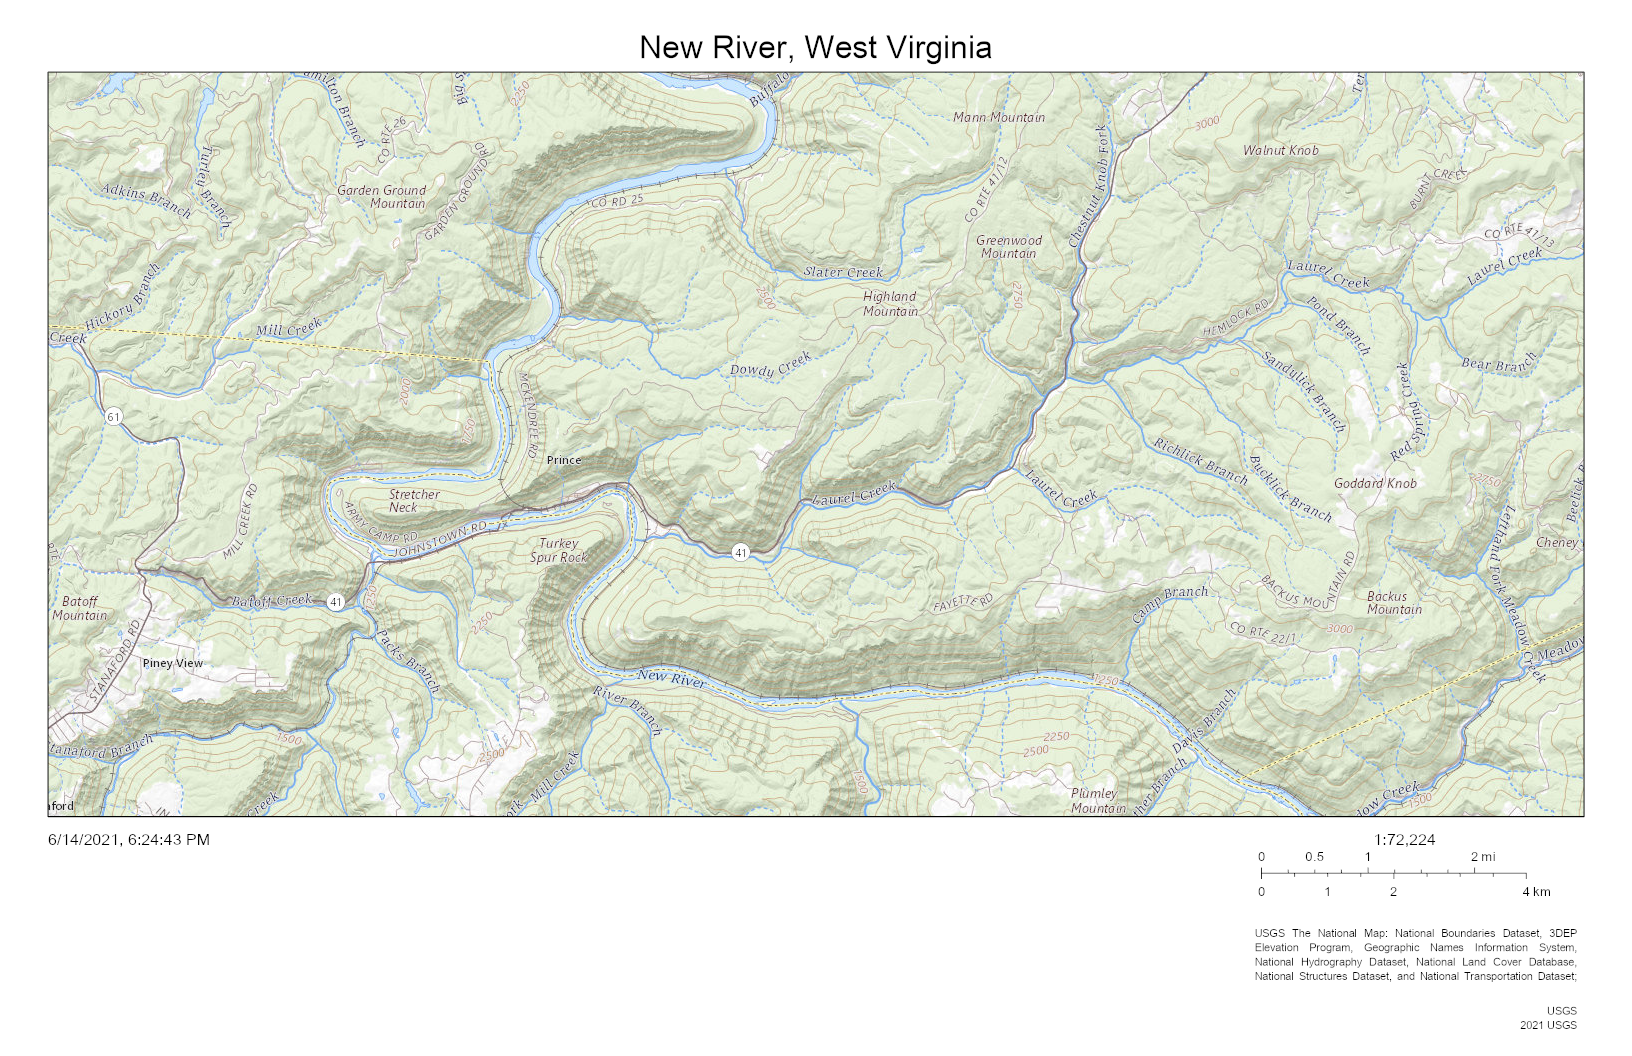 New River, West Virginia
amilton Branch
Big S
2250
Buffalo
Mann Mountain
3000
Ter
CO RTE 26
Turley Branch
Walnut Knob
Garden Ground
Mountain
GARDEN GROUND RD
Adkins Branch
CO RD 25
CO RTE 41/12
Chestnut Knob Fork
BURNT CREEK
CO RTE 41/13
Greenwood
Mountain
Slater Creek
Laurel Creek
Laurel Creek
Hickory Branch
2500
Highland
Mountain
2750
Pond Branch
HEMLOCK RD
Creek
Mill Creek
Dowdy Creek
Sandylick Branch
Bear Branch
61
2000
1750
MCKENDREE RD
Red Spring Creek
Prince
Richlick Branch
Bucklick Branch
Goddard Knob
2750
Beelick B
Stretcher
Neck
Laurel Creek
Laurel Creek
MILL CREEK RD
ARMY CAMP RD
JOHNSTOWN RD
Turkey
Spur Rock
41
Lefthand Fork Meadow Creek
Cheney
RTE
Batoff
Mountain
Batoff Creek
41
1250
2250
FAYETTE RD
Camp Branch
BACKUS MOUNTAIN RD
Backus
Mountain
CO RTE 22/1
3000
STANAFORD RD
Piney View
Packs Branch
New River
1250
Meadow
River Branch
Davis Branch
tanaford Branch
1500
2500
2250
2500
1500
Mill Creek
Plumley
Mountain
ther Branch
dow Creek
1500
nford
Creek
ork
IN
6/14/2021, 6:24:43 PM
1:72,224
0 0.5 1 2 mi
0 1 2 4 km
USGS The National Map: National Boundaries Dataset, 3DEP
Elevation Program, Geographic Names Information System,
National Hydrography Dataset, National Land Cover Database,
National Structures Dataset, and National Transportation Dataset;
USGS
2021 USGS